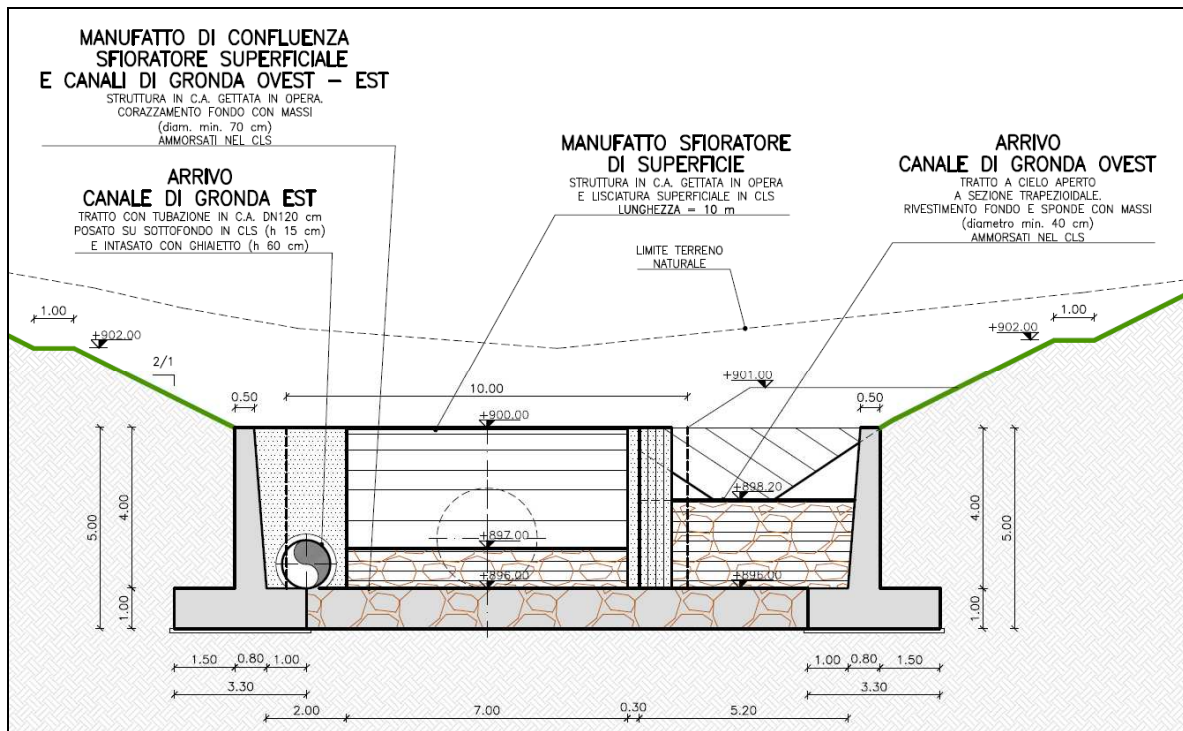 MANUFATTO DI CONFLUENZA
SFIORATORE SUPERFICIALE
E CANALI DI GRONDA OVEST – EST
STRUTTURA IN C.A. GETTATA IN OPERA.
CORAZZAMENTO FONDO CON MASSI
(diam. min. 70 cm)
AMMORSATI NEL CLS
ARRIVO
CANALE DI GRONDA EST
TRATTO CON TUBAZIONE IN C.A. DN120 cm
POSATO SU SOTTOFONDO IN CLS (h 15 cm)
E INTASATO CON GHIAIETTO (h 60 cm)
MANUFATTO SFIORATORE
DI SUPERFICIE
STRUTTURA IN C.A. GETTATA IN OPERA
E LISCIATURA SUPERFICIALE IN CLS
LUNGHEZZA = 10 m
ARRIVO
CANALE DI GRONDA OVEST
TRATTO A CIELO APERTO
A SEZIONE TRAPEZIOIDALE.
RIVESTIMENTO FONDO E SPONDE CON MASSI
(diametro min. 40 cm)
AMMORSATI NEL CLS
LIMITE TERRENO
NATURALE
1.00
+902.00
2/1
+902.00
1.00
+901.00
0.50
10.00
0.50
+900.00
+898.20
+897.00
+896.00
5.00
4.00
1.00
4.00
5.00
1.00
1.50
0.80
1.00
3.30
1.00
0.80
1.50
3.30
2.00
7.00
0.30
5.20